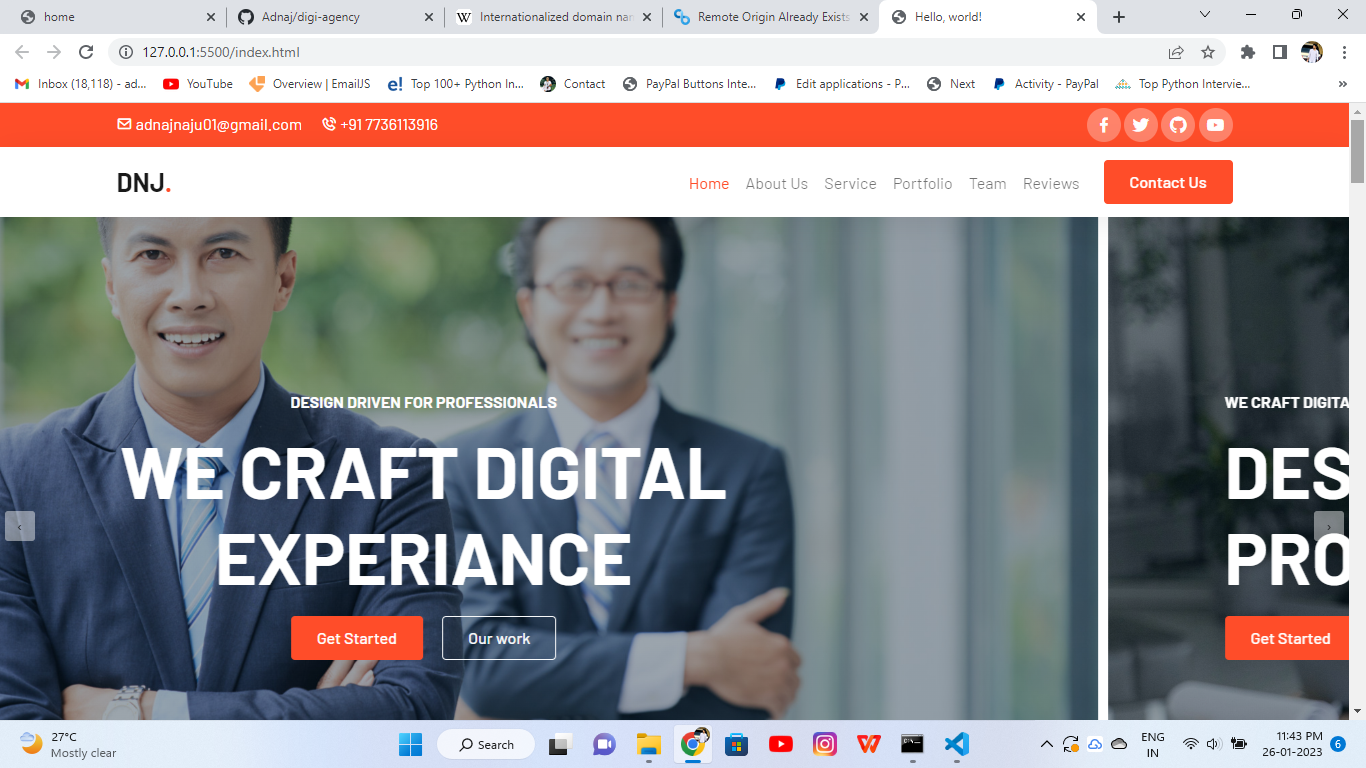 home
Adnaj/digi-agency
Internationalized domain nam
Remote Origin Already Exists
Hello, world!
127.0.0.1:5500/index.html
Inbox (18,118) - ad...
YouTube
Overview | EmailJS
e! Top 100+ Python In...
Contact
PayPal Buttons Inte...
Edit applications - P...
Next
Activity - PayPal
Top Python Intervie...
»
adnajnaju01@gmail.com
+91 7736113916
DNJ.
Home
About Us
Service
Portfolio
Team
Reviews
Contact Us
DESIGN DRIVEN FOR PROFESSIONALS
WE CRAFT DIGITA
WE CRAFT DIGITAL
DES
‹
›
EXPERIANCE
PRO
Get Started
Our work
Get Started
27°C
Mostly clear
Search
ENG
IN
11:43 PM
26-01-2023
6